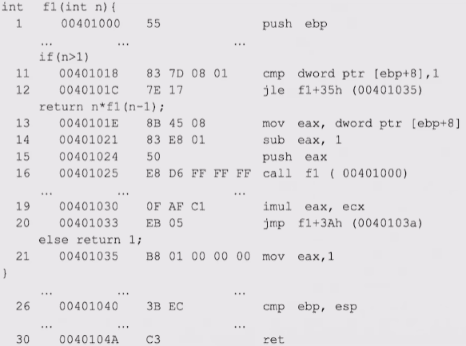 int f1(int n){
1 00401000 55 push ebp
... ... ...
if(n>1)
11 00401018 83 7D 08 01 cmp dword ptr [ebp+8],1
12 0040101C 7E 17 jle f1+35h (00401035)
return n*f1(n-1);
13 0040101E 8B 45 08 mov eax, dword ptr [ebp+8]
14 00401021 83 E8 01 sub eax, 1
15 00401024 50 push eax
16 00401025 E8 D6 FF FF FF call f1 ( 00401000)
... ... ...
19 00401030 0F AF C1 imul eax, ecx
20 00401033 EB 05 jmp f1+3Ah (0040103a)
else return 1;
21 00401035 B8 01 00 00 00 mov eax,1
}
... ... ...
26 00401040 3B EC cmp ebp, esp
... ... ...
30 0040104A C3 ret